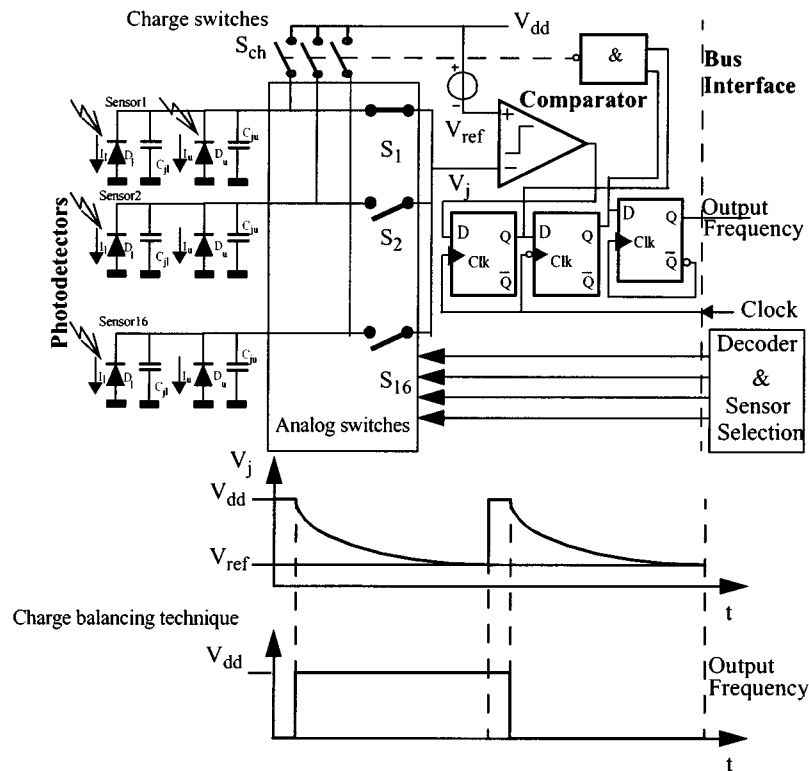 Charge switches
S_ch
V_dd
&
Bus
Interface
+
-
Comparator
V_ref
+
-
Sensor1
I_l
D_l
C_jl
I_u
D_u
C_ju
S_1
V_j
Sensor2
I_l
D_l
C_jl
I_u
D_u
C_ju
S_2
D
Q
Clk
Q̅
D
Q
Clk
Q̅
D
Q
Clk
Q̅
Output
Frequency
Photodetectors
Sensor16
I_l
D_l
C_jl
I_u
D_u
C_ju
S_16
Clock
Decoder
&
Sensor
Selection
Analog switches
V_j
V_dd
V_ref
t
Charge balancing technique
V_dd
Output
Frequency
t